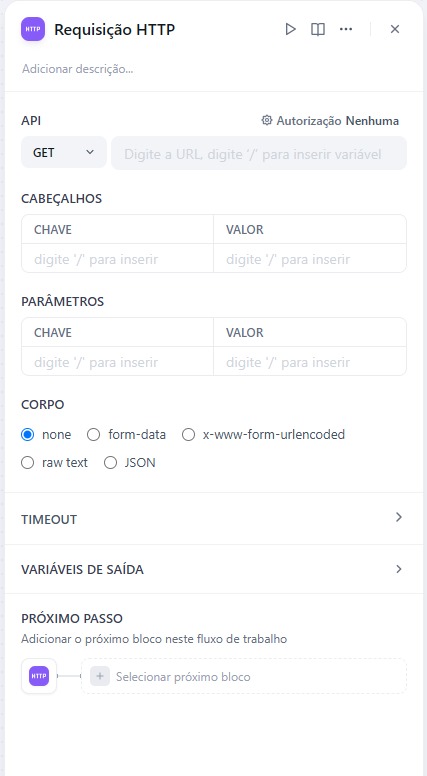 HTTP Requisição HTTP
Adicionar descrição...
API Autorização Nenhuma
GET Digite a URL, digite '/' para inserir variável
CABEÇALHOS
CHAVE VALOR
digite '/' para inserir digite '/' para inserir
PARÂMETROS
CHAVE VALOR
digite '/' para inserir digite '/' para inserir
CORPO
none form-data x-www-form-urlencoded
raw text JSON
TIMEOUT
VARIÁVEIS DE SAÍDA
PRÓXIMO PASSO
Adicionar o próximo bloco neste fluxo de trabalho
HTTP Selecionar próximo bloco